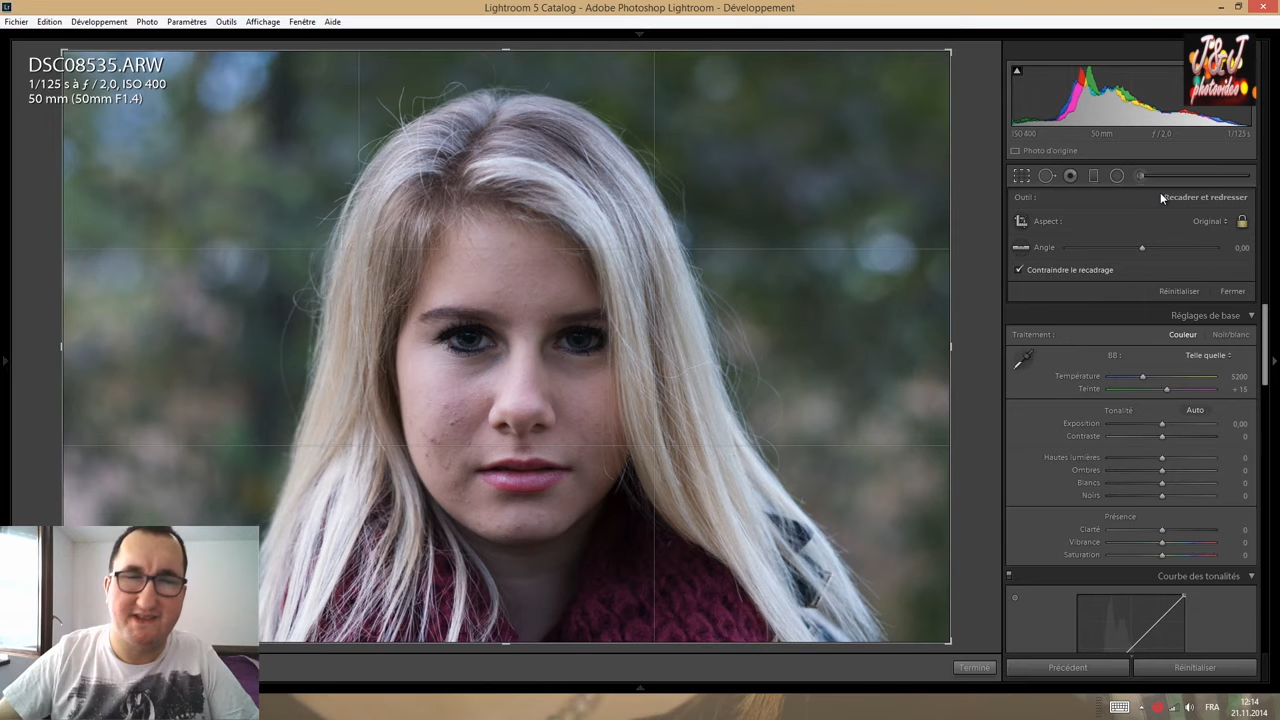 Lr Lightroom 5 Catalog - Adobe Photoshop Lightroom - Développement
Fichier Edition Développement Photo Paramètres Outils Affichage Fenêtre Aide
DSC08535.ARW
1/125 s à ƒ / 2,0, ISO 400
50 mm (50mm F1.4)
J&J
photovideo
ISO 400 50 mm ƒ / 2,0 1/125 s
Photo d'origine
Outil : Recadrer et redresser
Aspect : Original
Angle 0,00
Contraindre le recadrage
Réinitialiser Fermer
Réglages de base
Traitement : Couleur Noir/blanc
BB : Telle quelle
Température 5200
Teinte + 15
Tonalité Auto
Exposition 0,00
Contraste 0
Hautes lumières 0
Ombres 0
Blancs 0
Noirs 0
Présence
Clarté 0
Vibrance 0
Saturation 0
Courbe des tonalités
Terminé Précédent Réinitialiser
FRA
12:14
21.11.2014